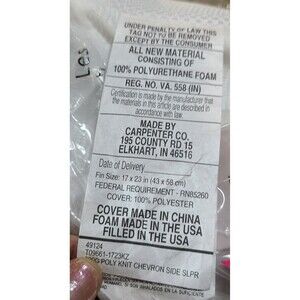 Les
UNDER PENALTY OF LAW THIS
TAG NOT TO BE REMOVED
EXCEPT BY THE CONSUMER
ALL NEW MATERIAL
CONSISTING OF
100% POLYURETHANE FOAM
REG. NO. VA. 558 (IN)
Certification is made by the manufacturer that
the materials in this article are described in
accordance with law.
MADE BY
CARPENTER CO.
195 COUNTY RD 15
ELKHART, IN 46516
Date of Delivery
Fin Size: 17 x 23 in (43 x 58 cm)
FEDERAL REQUIREMENT - RN85260
COVER: 100% POLYESTER
COVER MADE IN CHINA
FOAM MADE IN THE USA
FILLED IN THE USA
49124
T09661-1723KZ
POLY KNIT CHEVRON SIDE SLPR